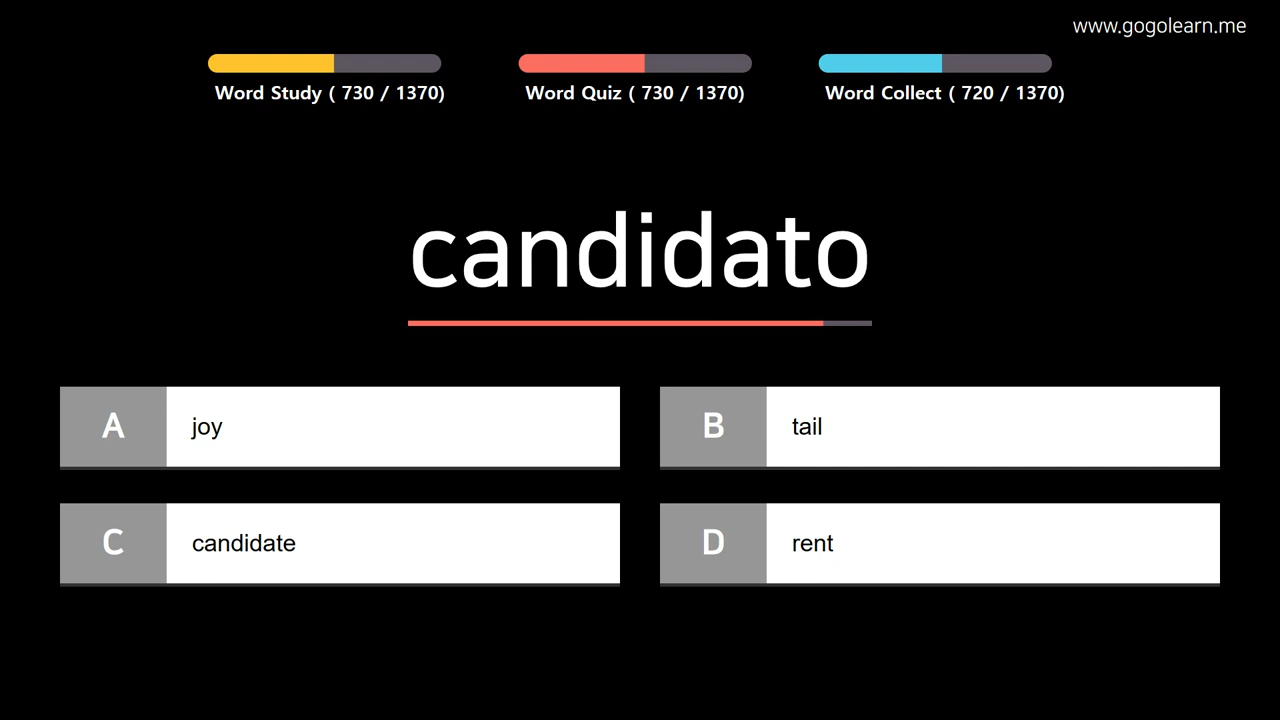 www.gogolearn.me
Word Study ( 730 / 1370)
Word Quiz ( 730 / 1370)
Word Collect ( 720 / 1370)
candidato
A joy
B tail
C candidate
D rent